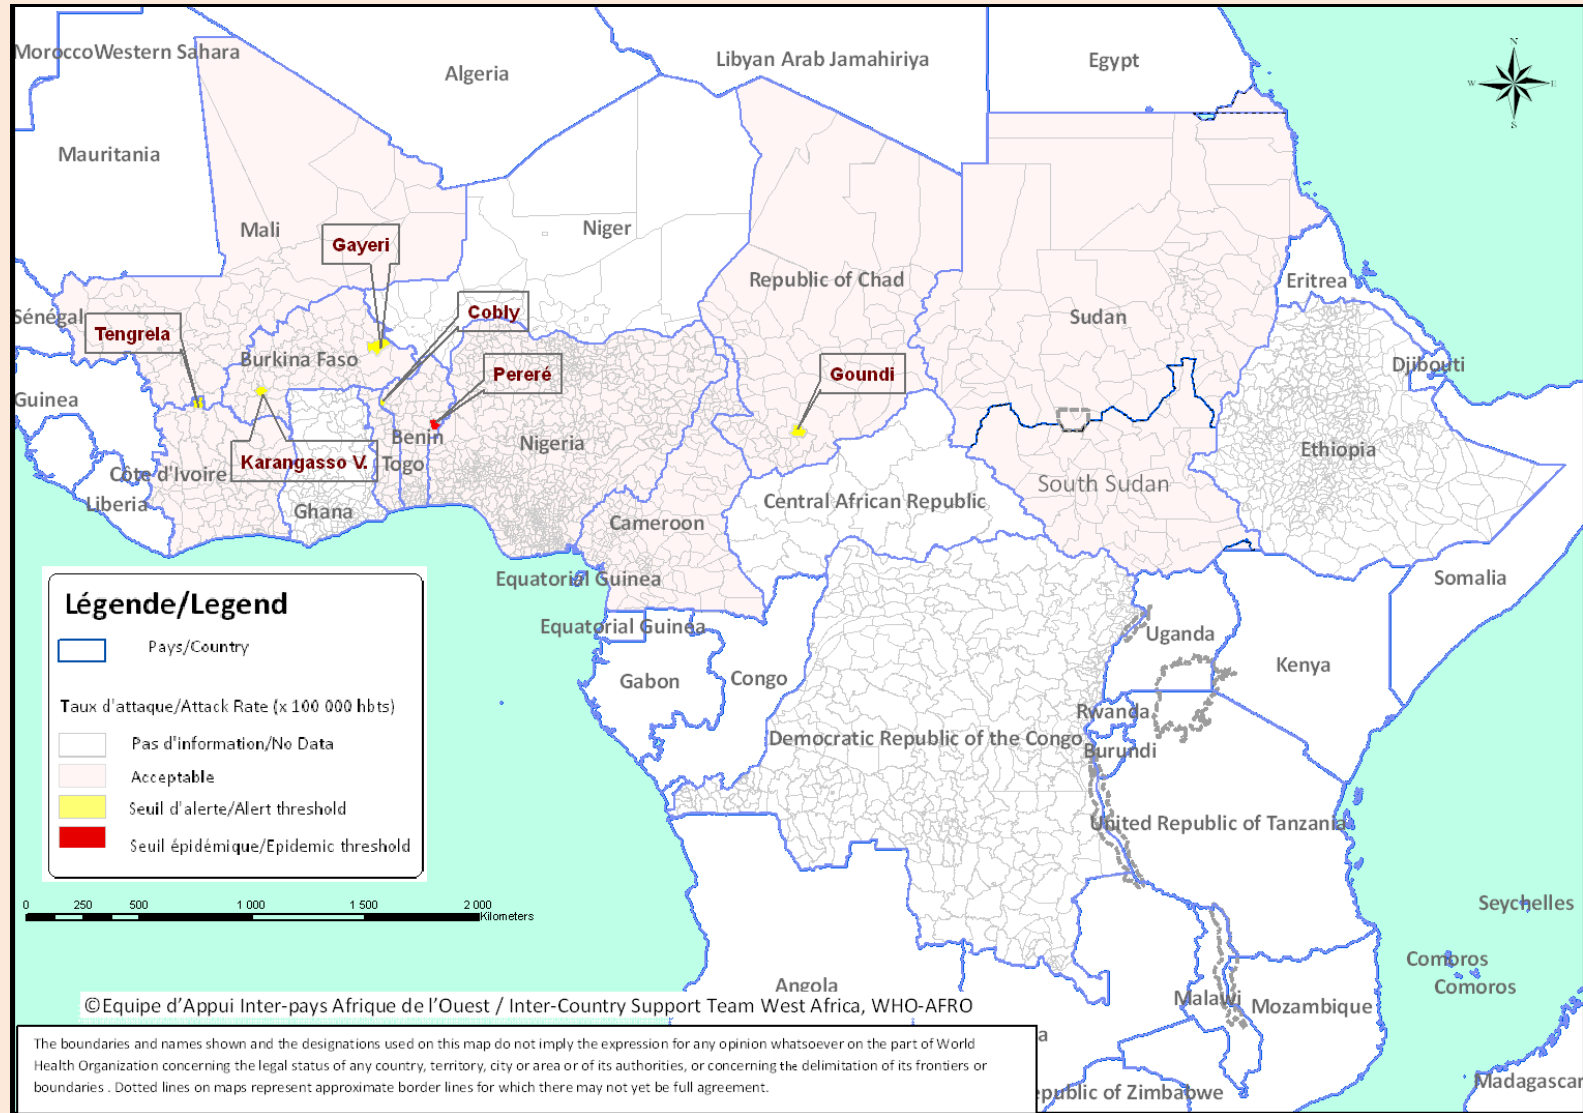 Morocco
Western Sahara
Algeria
Libyan Arab Jamahiriya
Egypt
N
W
E
S
Mauritania
Mali
Niger
Gayeri
Republic of Chad
Eritrea
Sénégal
Tengrela
Cobly
Sudan
Burkina Faso
Pereré
Goundi
Djibouti
Guinea
Benin
Nigeria
Ethiopia
Karangasso V.
Togo
Côte d'Ivoire
South Sudan
Liberia
Ghana
Central African Republic
Cameroon
Equatorial Guinea
Somalia
Equatorial Guinea
Uganda
Kenya
Gabon
Congo
Rwanda
Democratic Republic of the Congo
Burundi
United Republic of Tanzania
Légende/Legend
Pays/Country
Taux d'attaque/Attack Rate (x 100 000 hbts)
Pas d'information/No Data
Acceptable
Seuil d'alerte/Alert threshold
Seuil épidémique/Epidemic threshold
0 250 500 1 000 1 500 2 000
Kilometers
Seychelles
Comoros
Comoros
Angola
Malawi
Mozambique
©Equipe d'Appui Inter-pays Afrique de l'Ouest / Inter-Country Support Team West Africa, WHO-AFRO
The boundaries and names shown and the designations used on this map do not imply the expression for any opinion whatsoever on the part of World
Health Organization concerning the legal status of any country, territory, city or area or of its authorities, or concerning the delimitation of its frontiers or
boundaries . Dotted lines on maps represent approximate border lines for which there may not yet be full agreement.
a
epublic of Zimbabwe
Madagascar